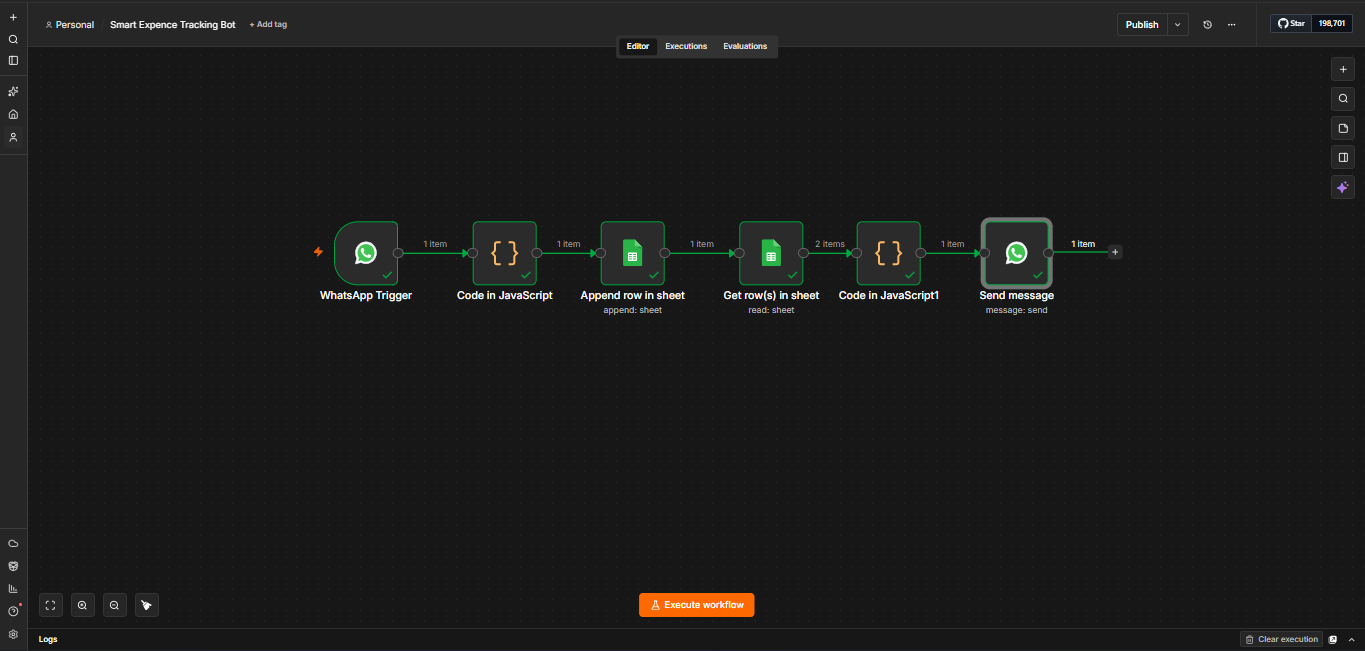 Personal
Smart Expence Tracking Bot
+ Add tag
Publish
Star
198,701
Editor
Executions
Evaluations
1 item
1 item
1 item
2 items
1 item
1 item
WhatsApp Trigger
Code in JavaScript
Append row in sheet
append: sheet
Get row(s) in sheet
read: sheet
Code in JavaScript1
Send message
message: send
Execute workflow
Logs
Clear execution